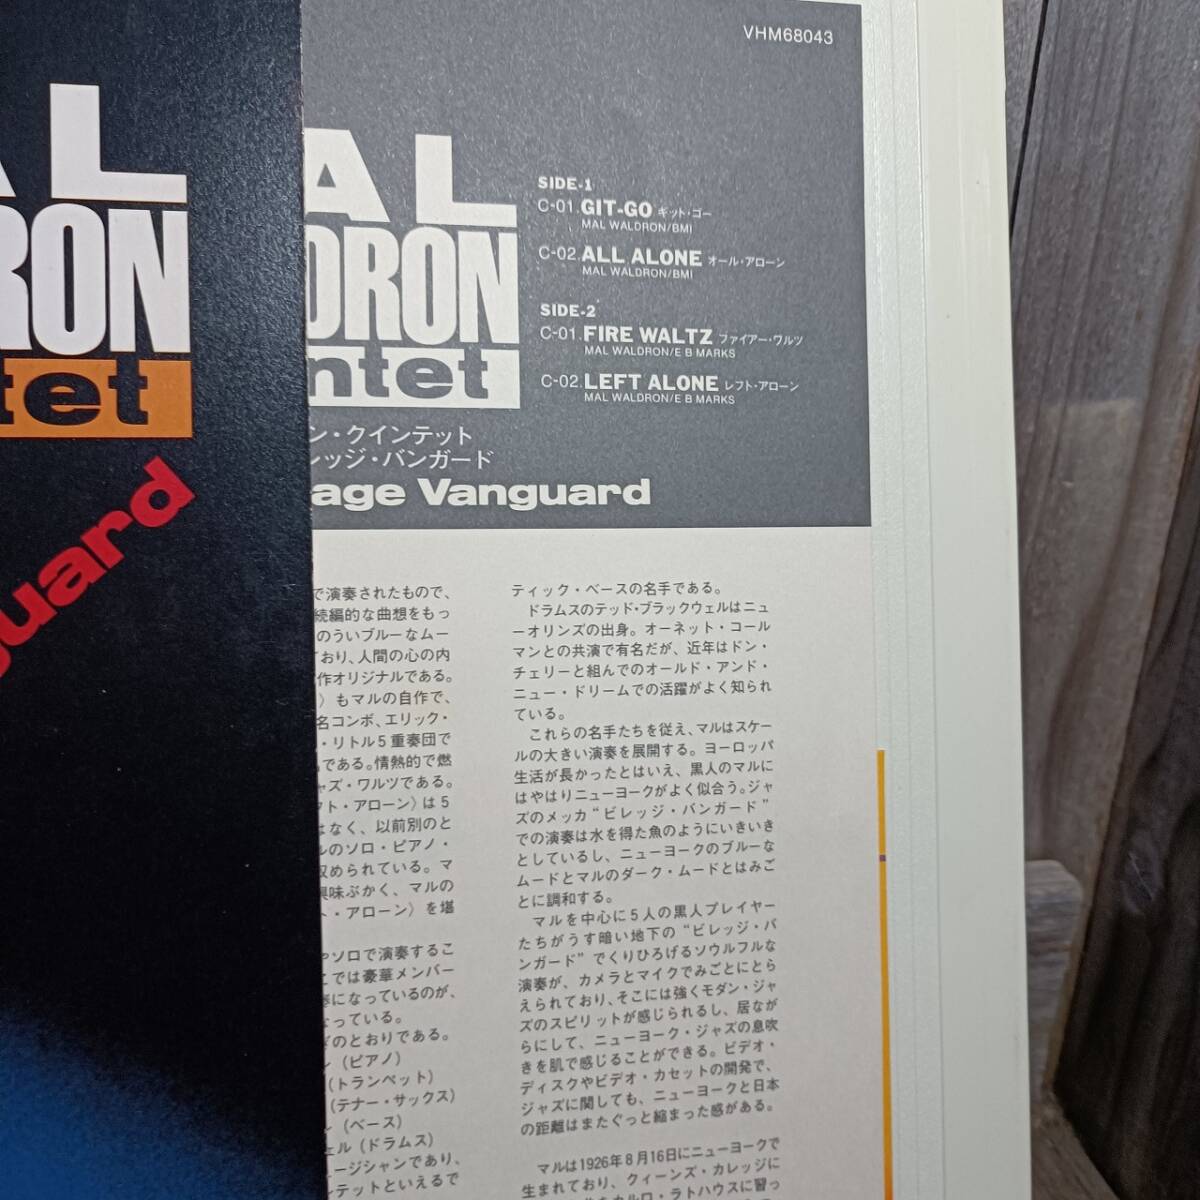 AL
RON
tet
guard
VHM68043
AL
DRON
ntet
ン・クインテット
レッジ・バンガード
age Vanguard
SIDE-1
C-01. GIT-GO ギット・ゴー
MAL WALDRON/BMI
C-02. ALL ALONE オール・アローン
MAL WALDRON/BMI
SIDE-2
C-01. FIRE WALTZ ファイアー・ワルツ
MAL WALDRON/E B MARKS
C-02. LEFT ALONE レフト・アローン
MAL WALDRON/E B MARKS
で演奏されたもので、
続編的な曲想をもっ
のういブルーなムー
ており、人間の心の内
作オリジナルである。
〉もマルの自作で、
名コンボ、エリック・
・リトル5重奏団で
である。情熱的で燃
ャズ・ワルツである。
フト・アローン〉は5
はなく、以前別のと
ルのソロ・ピアノ・
収められている。マ
興味ぶかく、マルの
ト・アローン〉を堪
やソロで演奏するこ
こでは豪華メンバー
になっているのが、
なっている。
ぎのとおりである。
ン（ピアノ）
（トランペット）
（テナー・サックス）
（ベース）
ェル（ドラムス）
ージシャンであり、
ンテットといえるで
ティック・ベースの名手である。
ドラムスのテッド・ブラックウェルはニュ
ーオリンズの出身。オーネット・コール
マンとの共演で有名だが、近年はドン・
チェリーと組んでのオールド・アンド・
ニュー・ドリームでの活躍がよく知られ
ている。
これらの名手たちを従え、マルはスケー
ルの大きい演奏を展開する。ヨーロッパ
生活が長かったとはいえ、黒人のマルに
はやはりニューヨークがよく似合う。ジャ
ズのメッカ“ビレッジ・バンガード”
での演奏は水を得た魚のようにいきいき
としているし、ニューヨークのブルーな
ムードとマルのダーク・ムードとはみご
とに調和する。
マルを中心に5人の黒人プレイヤー
たちがうす暗い地下の“ビレッジ・バ
ンガード”でくりひろげるソウルフルな
演奏が、カメラとマイクでみごとにとら
えられており、そこには強くモダン・ジャ
ズのスピリットが感じられるし、居なが
らにして、ニューヨーク・ジャズの息吹
きを肌で感じることができる。ビデオ・
ディスクやビデオ・カセットの開発で、
ジャズに関しても、ニューヨークと日本
の距離はまたぐっと縮まった感がある。
マルは1926年8月16日にニューヨークで
生まれており、クィーンズ・カレッジに
カルロ・ラトハウスに習っ